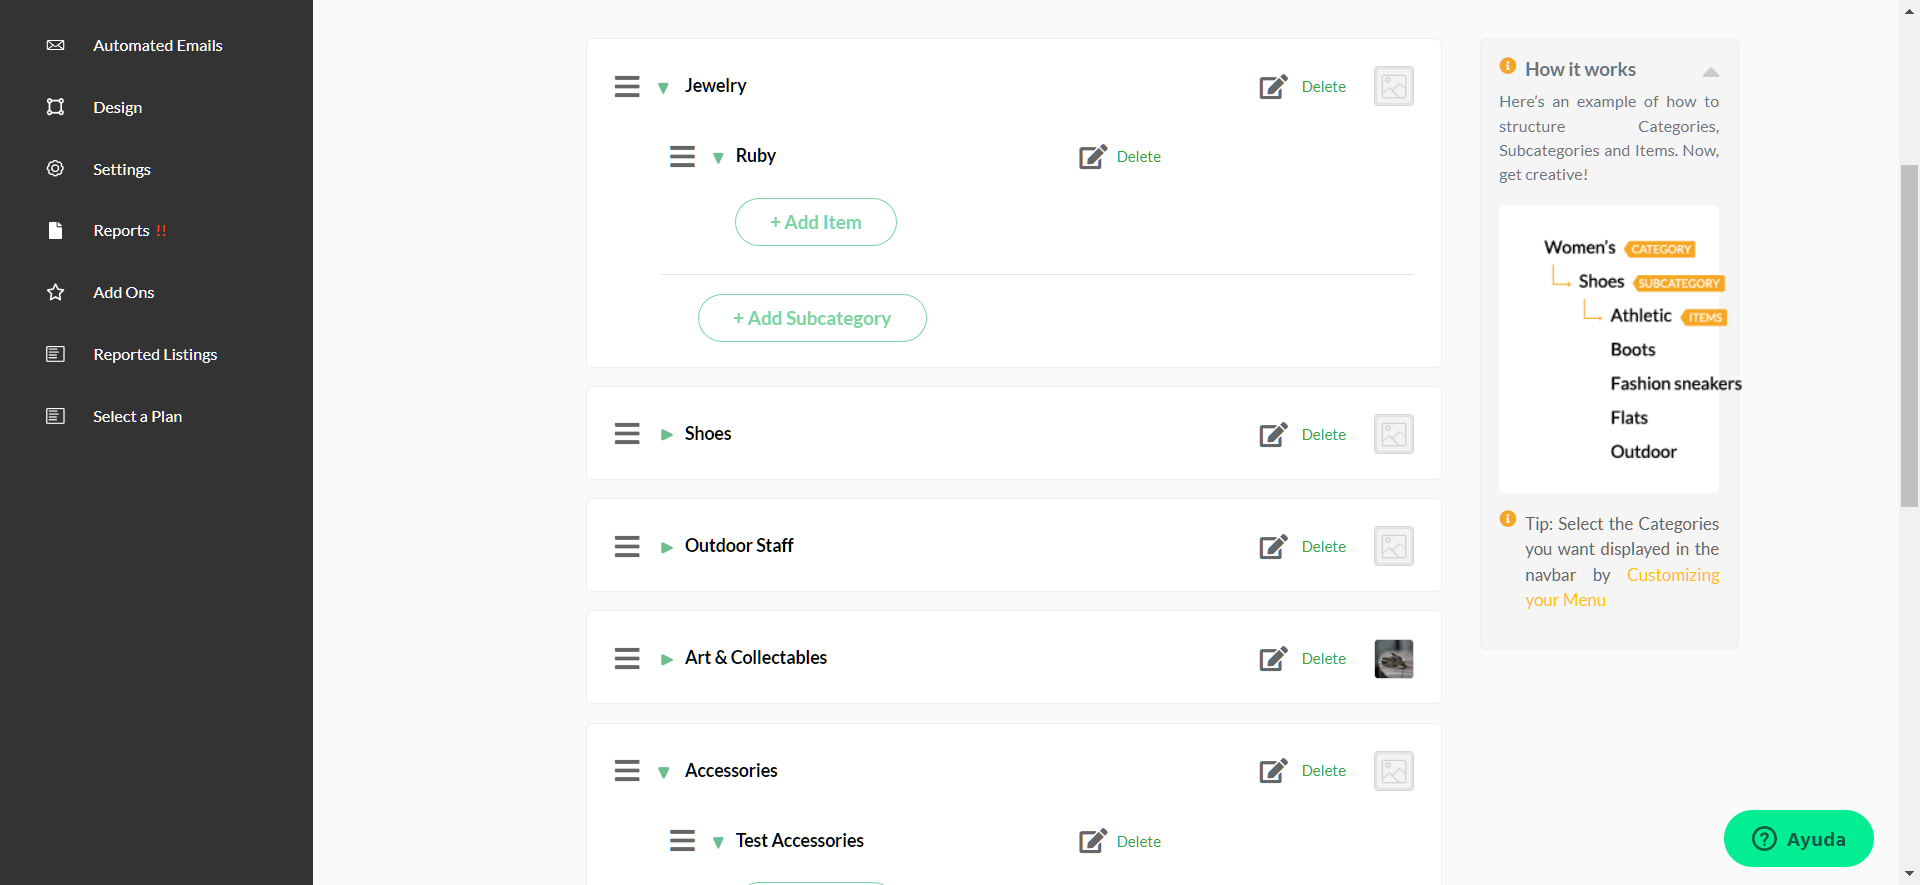 Automated Emails
Design
Settings
Reports !!
Add Ons
Reported Listings
Select a Plan
Jewelry
Delete
Ruby
Delete
+ Add Item
+ Add Subcategory
Shoes
Delete
Outdoor Staff
Delete
Art & Collectables
Delete
Accessories
Delete
Test Accessories
Delete
How it works
Here's an example of how to
structure Categories,
Subcategories and Items. Now,
get creative!
Women's CATEGORY
Shoes SUBCATEGORY
Athletic ITEMS
Boots
Fashion sneakers
Flats
Outdoor
Tip: Select the Categories
you want displayed in the
navbar by Customizing
your Menu
Ayuda